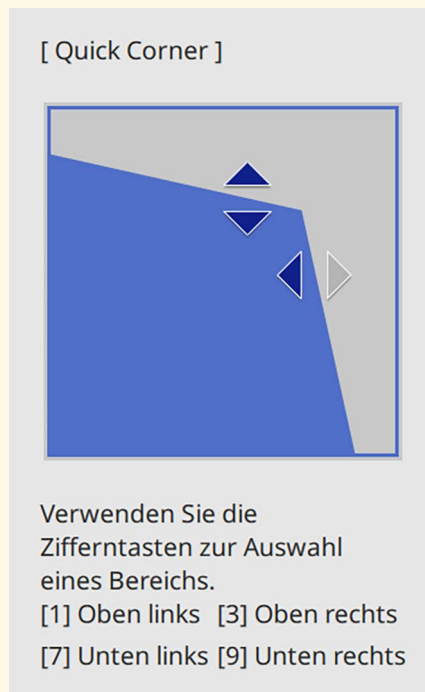 [ Quick Corner ]
Verwenden Sie die
Zifferntasten zur Auswahl
eines Bereichs.
[1] Oben links [3] Oben rechts
[7] Unten links [9] Unten rechts